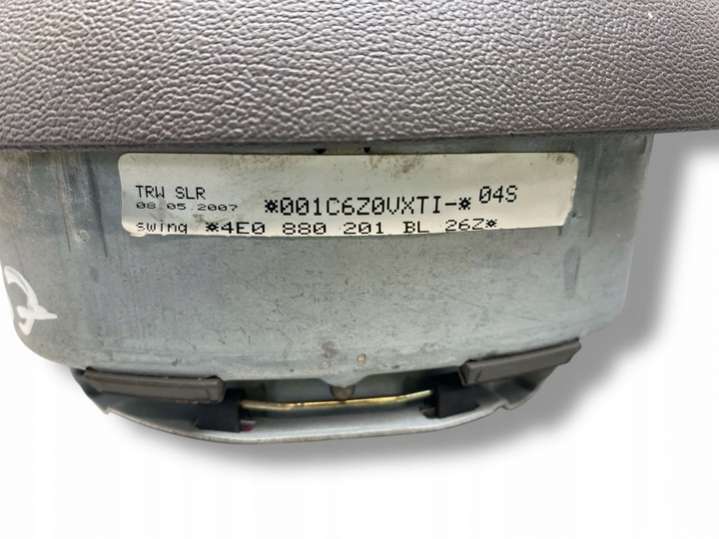 TRW SLR
08.05.2007 *001C6Z0VXTI-* 04S
swing *4E0 880 201 BL 26Z*